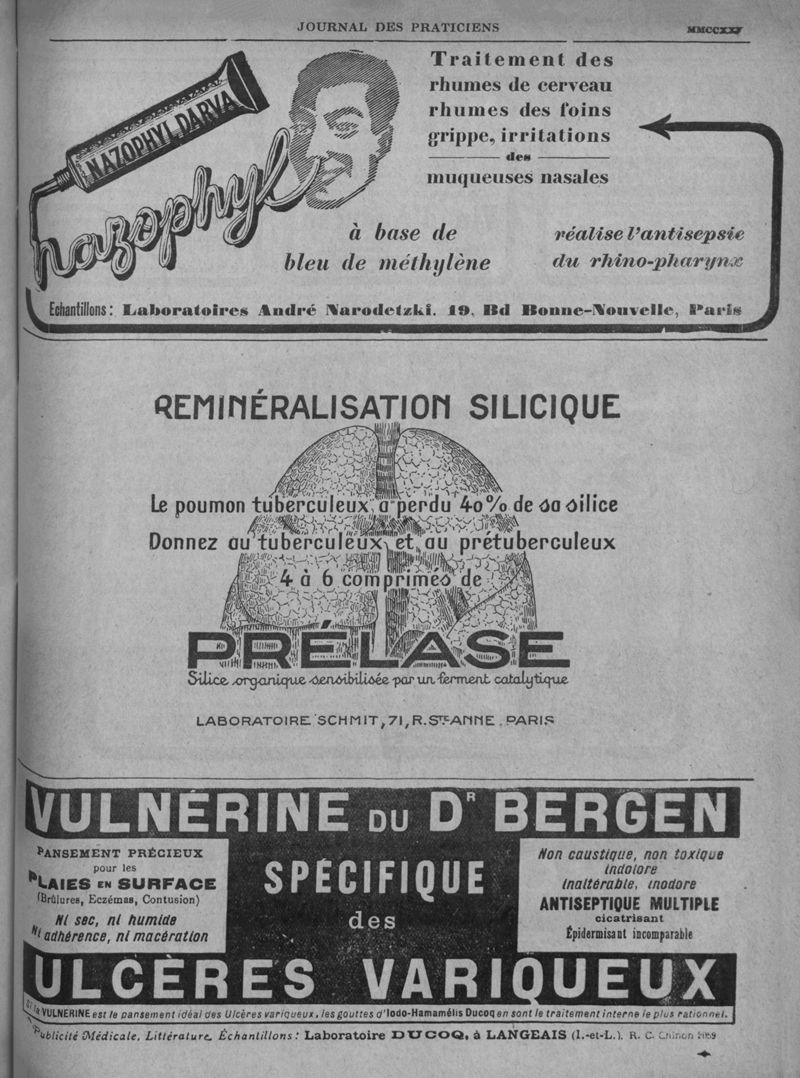 JOURNAL DES PRATICIENS
MMCCXXV
Traitement des
rhumes de cerveau
rhumes des foins
grippe, irritations
des
muqueuses nasales
NAZOPHYL DARVA
nazophyl
à base de
bleu de méthylène
réalise l'antisepsie
du rhino-pharynx
Echantillons: Laboratoires André Narodetzki. 19, Bd Bonne-Nouvelle, Paris
REMINÉRALISATION SILICIQUE
Le poumon tuberculeux, a perdu 40% de sa silice
Donnez au tuberculeux et au prétuberculeux
4 à 6 comprimés de
PRÉLASE
Silice organique sensibilisée par un ferment catalytique
LABORATOIRE SCHMIT, 71, R. STE ANNE. PARIS
VULNÉRINE DU DR BERGEN
PANSEMENT PRÉCIEUX
pour les
PLAIES EN SURFACE
(Brûlures, Eczémas, Contusion)
Ni sec, ni humide
Ni adhérence, ni macération
SPÉCIFIQUE
des
Non caustique, non toxique
indolore
Inaltérable, inodore
ANTISEPTIQUE MULTIPLE
cicatrisant
Épidermisant incomparable
ULCÈRES VARIQUEUX
Si la VULNERINE est le pansement idéal des Ulcères variqueux, les gouttes d'Iodo-Hamamélis Ducoq en sont le traitement interne le plus rationnel.
Publicité Médicale, Littérature, Échantillons: Laboratoire DUCOQ, à LANGEAIS (I.-et-L.). R. C. Chinon